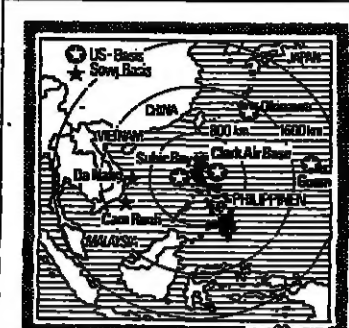 US-Basis
Sowj. Basis
JAPAN
CHINA
Okinawa
800 km
1600 km
VIETNAM
Subic Bay
Clark Air Base
Da Nang
Guam
PHILIPPINEN
Cam Ranh
MALAYSIA